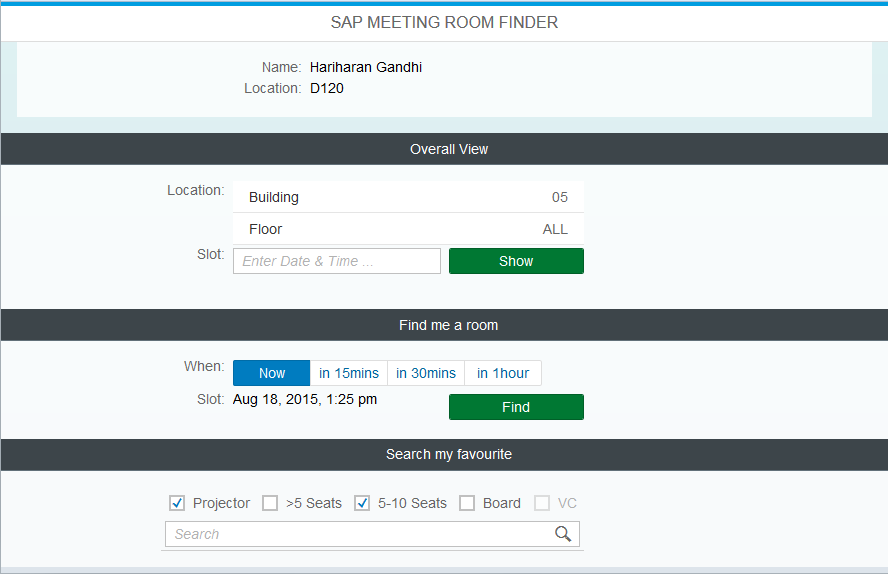 SAP MEETING ROOM FINDER
Name: Hariharan Gandhi
Location: D120
Overall View
Location: Building 05
Floor ALL
Slot: Enter Date & Time ... Show
Find me a room
When: Now in 15mins in 30mins in 1hour
Slot: Aug 18, 2015, 1:25 pm Find
Search my favourite
Projector >5 Seats 5-10 Seats Board VC
Search